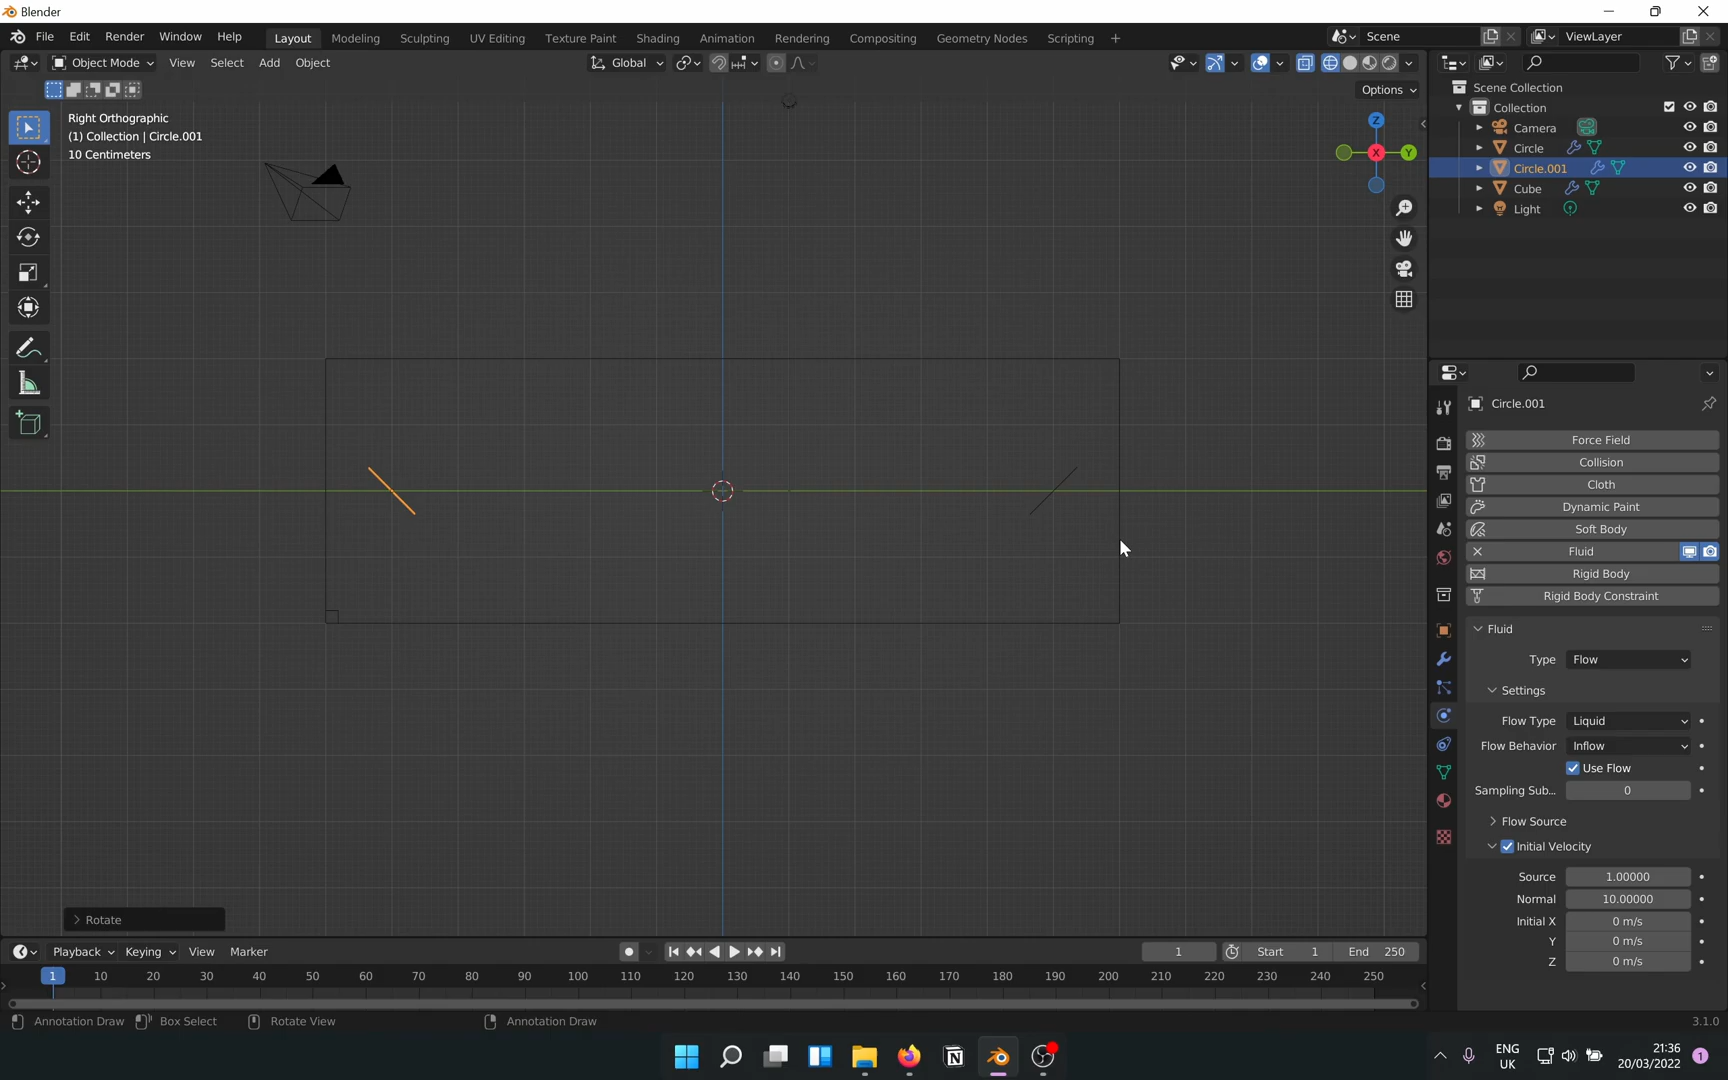 Blender
File Edit Render Window Help Layout Modeling Sculpting UV Editing Texture Paint Shading Animation Rendering Compositing Geometry Nodes Scripting + Scene ViewLayer
Object Mode View Select Add Object Global
Options
Right Orthographic
(1) Collection | Circle.001
10 Centimeters
Z
X
Y
Scene Collection
Collection
Camera
Circle
Circle.001
Cube
Light
Circle.001
Force Field
Collision
Cloth
Dynamic Paint
Soft Body
Fluid
Rigid Body
Rigid Body Constraint
Fluid
Type Flow
Settings
Flow Type Liquid
Flow Behavior Inflow
Use Flow
Sampling Sub... 0
Flow Source
Initial Velocity
Source 1.00000
Normal 10.00000
Initial X 0 m/s
Y 0 m/s
Z 0 m/s
Rotate
Playback Keying View Marker 1 Start 1 End 250
1 10 20 30 40 50 60 70 80 90 100 110 120 130 140 150 160 170 180 190 200 210 220 230 240 250
Annotation Draw Box Select Rotate View Annotation Draw 3.1.0
ENG
UK
21:36
20/03/2022
1